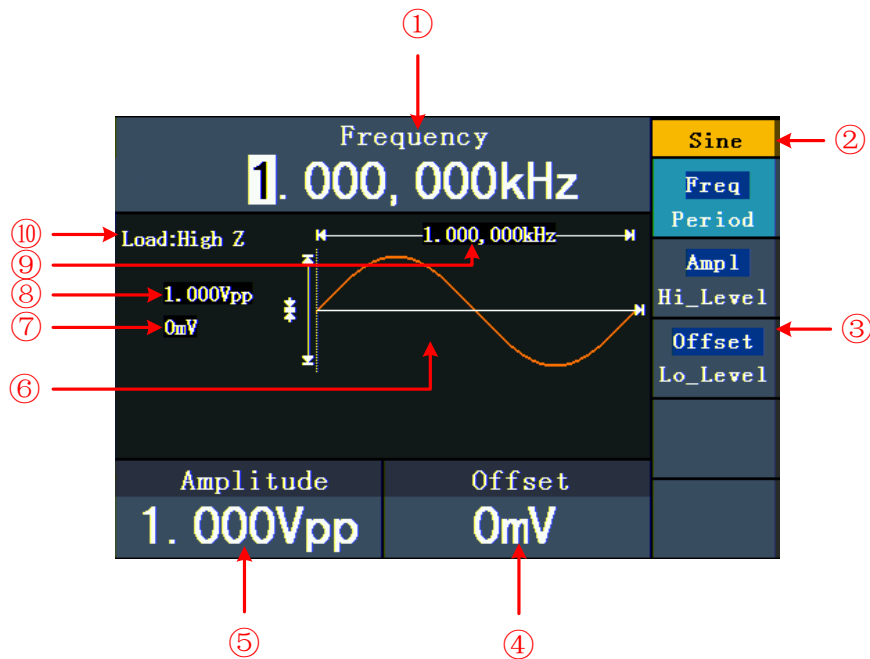 ①
Frequency
1.000,000kHz
Sine
②
Freq
Period
⑩
Load:High Z
1.000,000kHz
⑨
Ampl
Hi_Level
⑧
1.000Vpp
⑦
0mV
Offset
Lo_Level
③
⑥
Amplitude
1.000Vpp
Offset
0mV
⑤
④